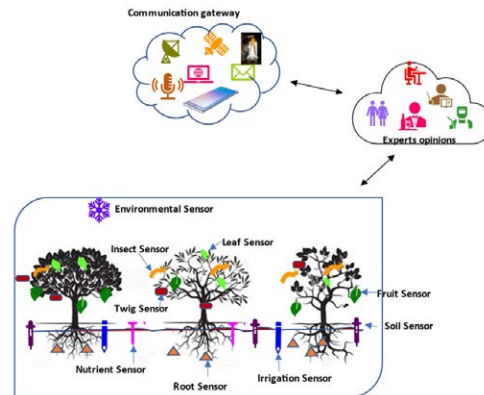 Communication gateway
Experts opinions
Environmental Sensor
Insect Sensor
Leaf Sensor
Twig Sensor
Fruit Sensor
Soil Sensor
Nutrient Sensor
Irrigation Sensor
Root Sensor